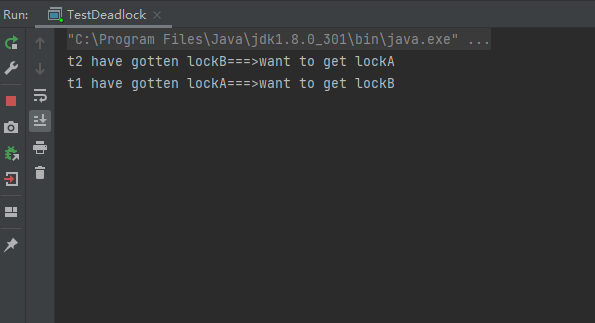 Run: TestDeadlock
"C:\Program Files\Java\jdk1.8.0_301\bin\java.exe" ...
t2 have gotten lockB===>want to get lockA
t1 have gotten lockA===>want to get lockB